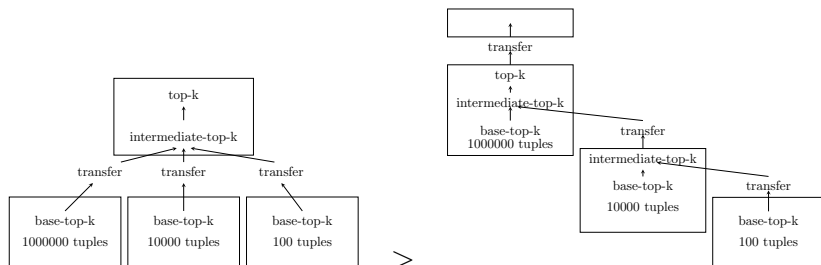 top-k
intermediate-top-k
transfer transfer transfer
base-top-k base-top-k base-top-k
1000000 tuples 10000 tuples 100 tuples
>
transfer
top-k
intermediate-top-k
base-top-k
1000000 tuples
transfer
intermediate-top-k
base-top-k
10000 tuples
transfer
base-top-k
100 tuples